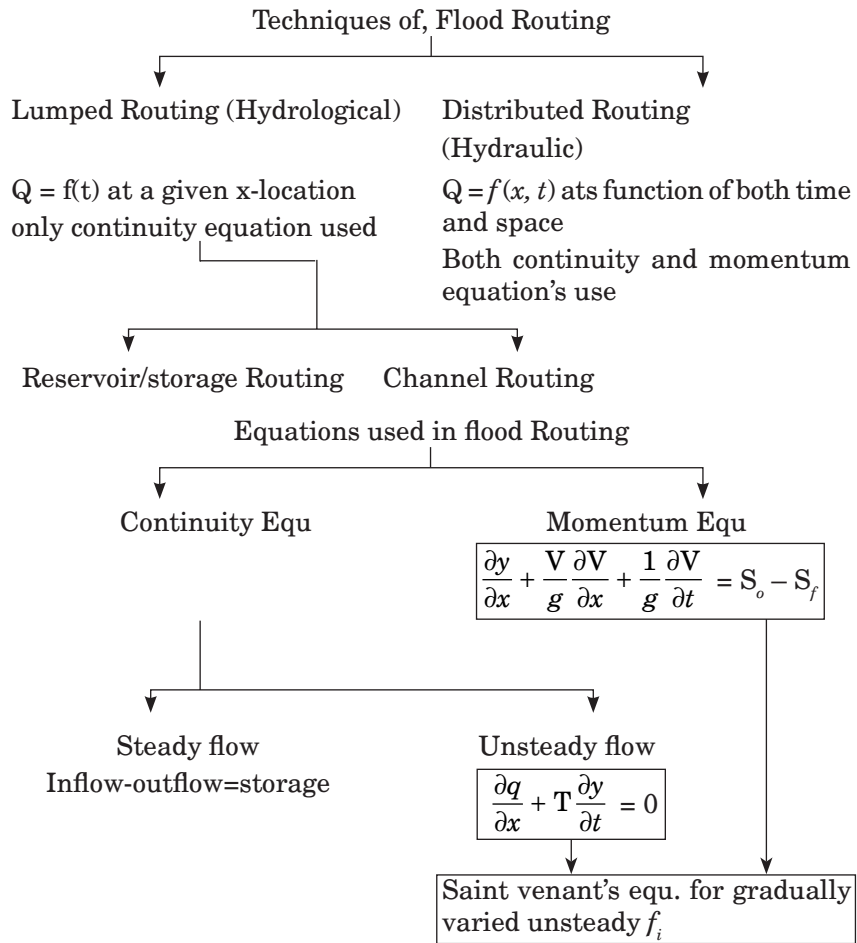 Techniques of, Flood Routing
Lumped Routing (Hydrological)
Distributed Routing
(Hydraulic)
Q = f(t) at a given x-location
only continuity equation used
Q = f (x, t) ats function of both time
and space
Both continuity and momentum
equation’s use
Reservoir/storage Routing
Channel Routing
Equations used in flood Routing
Continuity Equ
Momentum Equ
∂y/∂x + V/g ∂V/∂x + 1/g ∂V/∂t = S_o – S_f
Steady flow
Inflow-outflow=storage
Unsteady flow
∂q/∂x + T ∂y/∂t = 0
Saint venant’s equ. for gradually
varied unsteady f_i